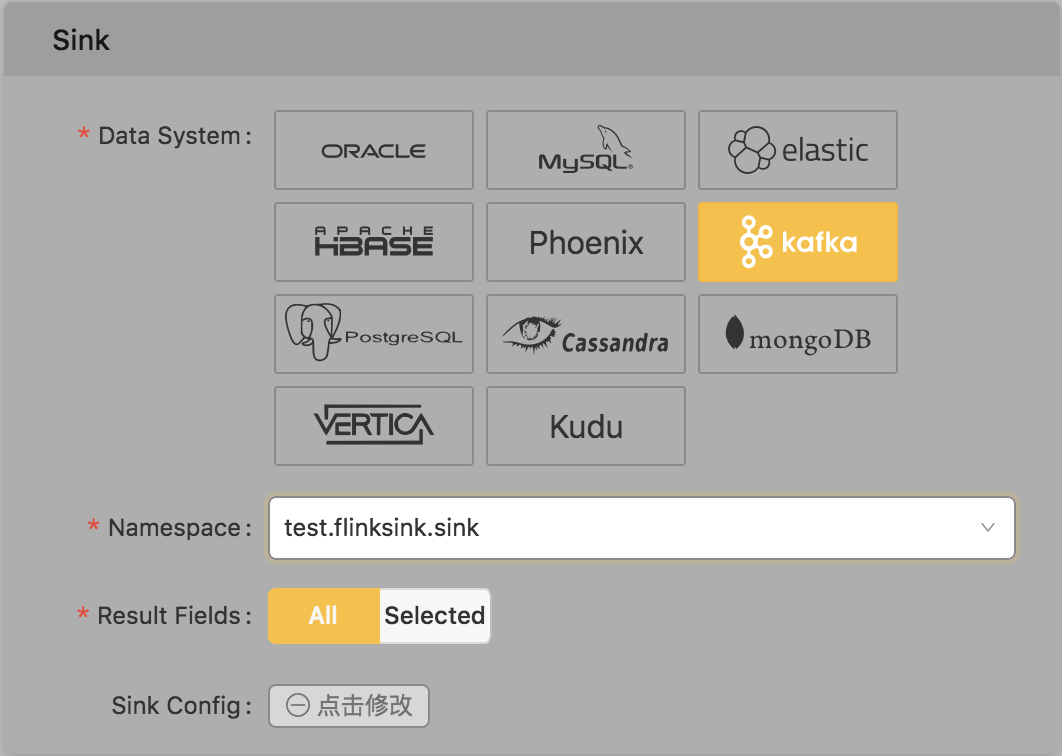 Sink
* Data System:
ORACLE
MySQL®
elastic
APACHE
HBASE
Phoenix
kafka
PostgreSQL
Cassandra
mongoDB
VERTICA
Kudu
* Namespace: test.flinksink.sink
* Result Fields: All Selected
Sink Config: 点击修改